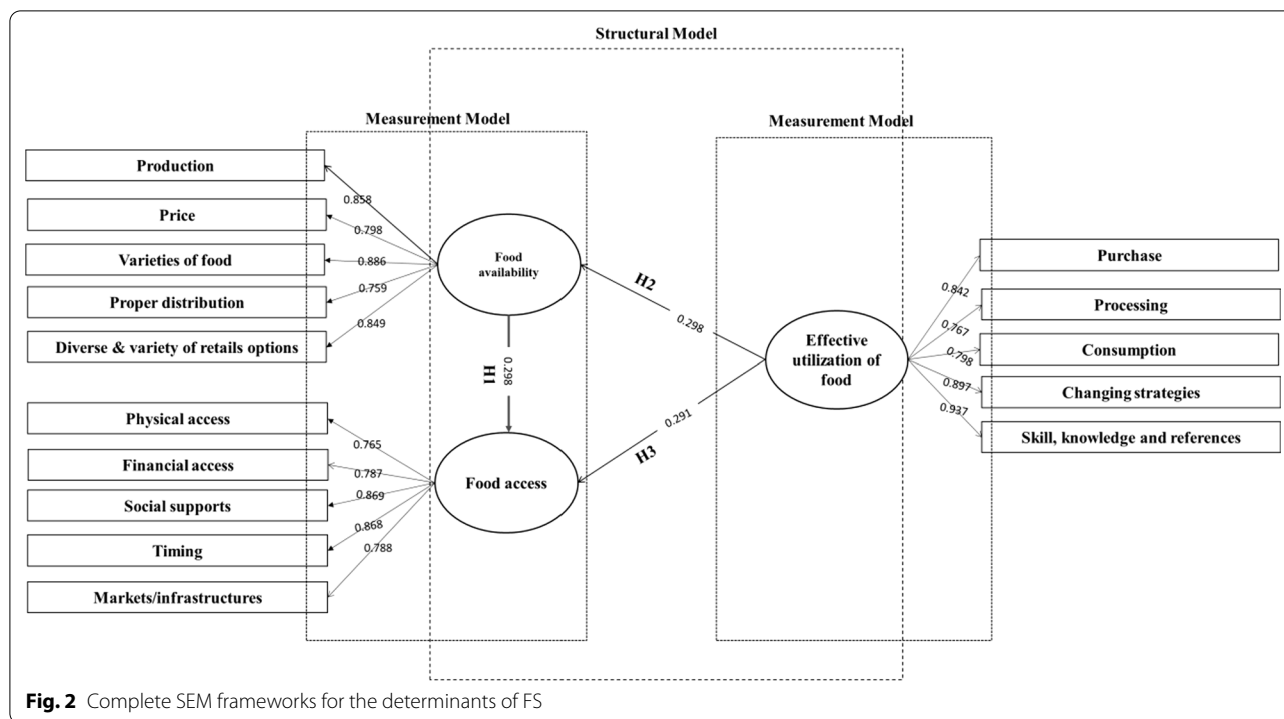 Structural Model
Measurement Model
Measurement Model
Production
Price
Varieties of food
Proper distribution
Diverse & variety of retails options
0.858
0.798
0.886
0.759
0.849
Food
availability
H2
0.298
H1
0.298
Physical access
Financial access
Social supports
Timing
Markets/infrastructures
0.765
0.787
0.869
0.868
0.788
Food access
H3
0.291
Effective
utilization of
food
0.842
0.767
0.798
0.897
0.937
Purchase
Processing
Consumption
Changing strategies
Skill, knowledge and references
Fig. 2 Complete SEM frameworks for the determinants of FS